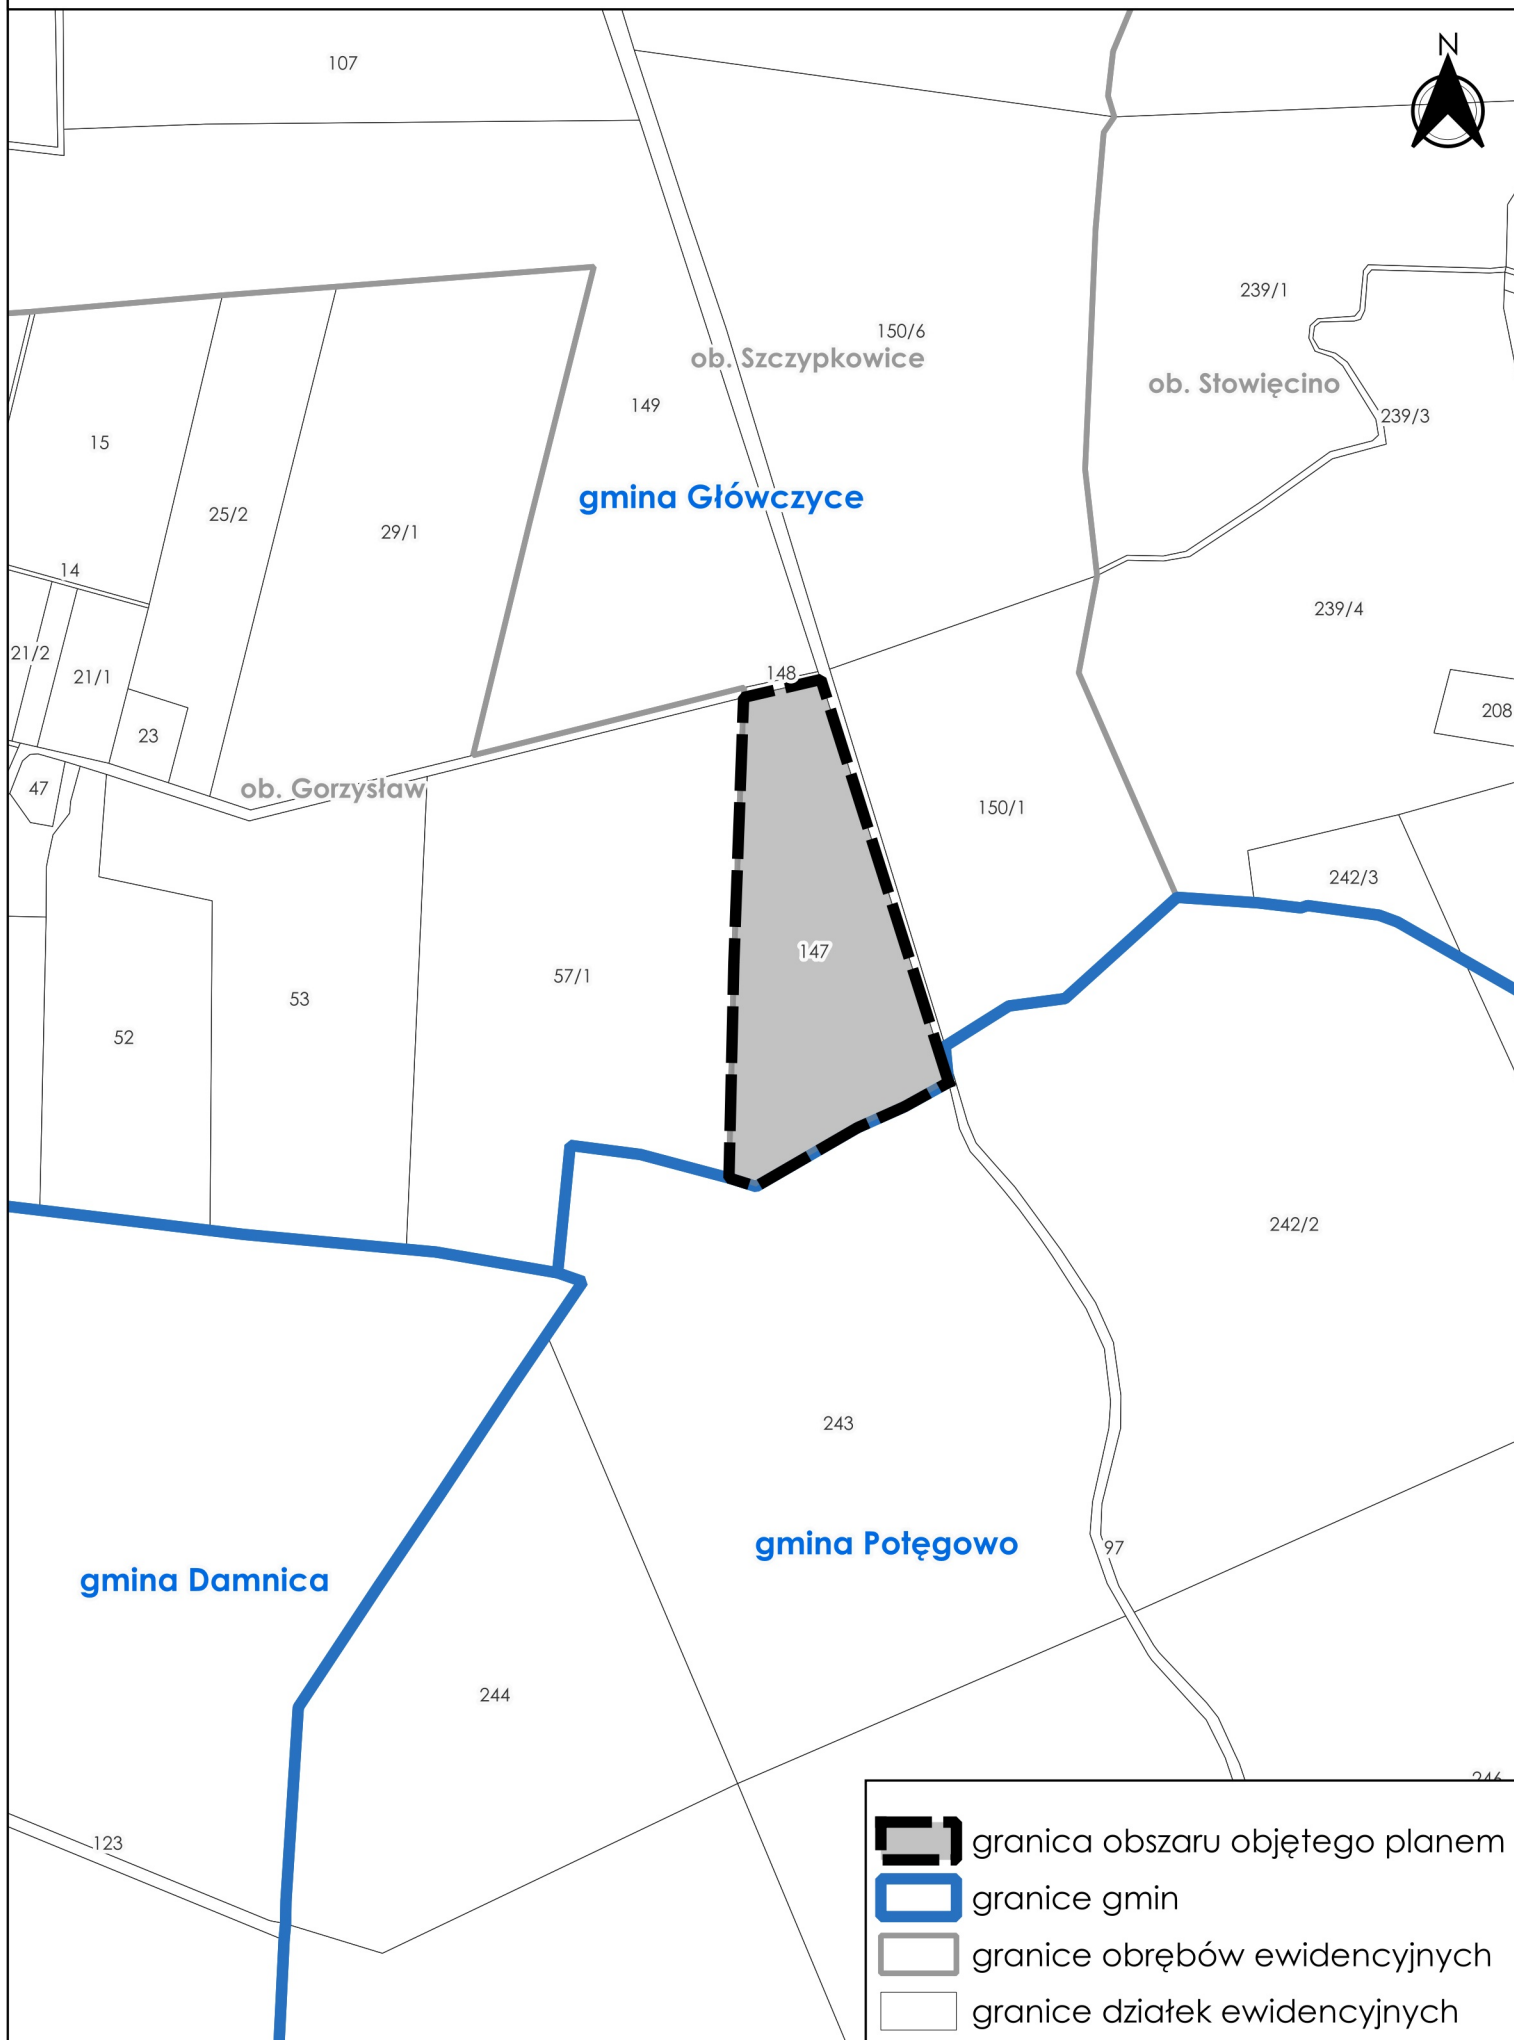 N
107
239/1
150/6
ob. Szczypkowice
ob. Stowięcino
149
239/3
15
gmina Główczyce
25/2
29/1
14
239/4
21/2
148
21/1
208
23
47
ob. Gorzysław
150/1
242/3
147
57/1
53
52
242/2
243
gmina Potęgowo
97
gmina Damnica
244
246
123
granica obszaru objętego planem
granice gmin
granice obrębów ewidencyjnych
granice działek ewidencyjnych